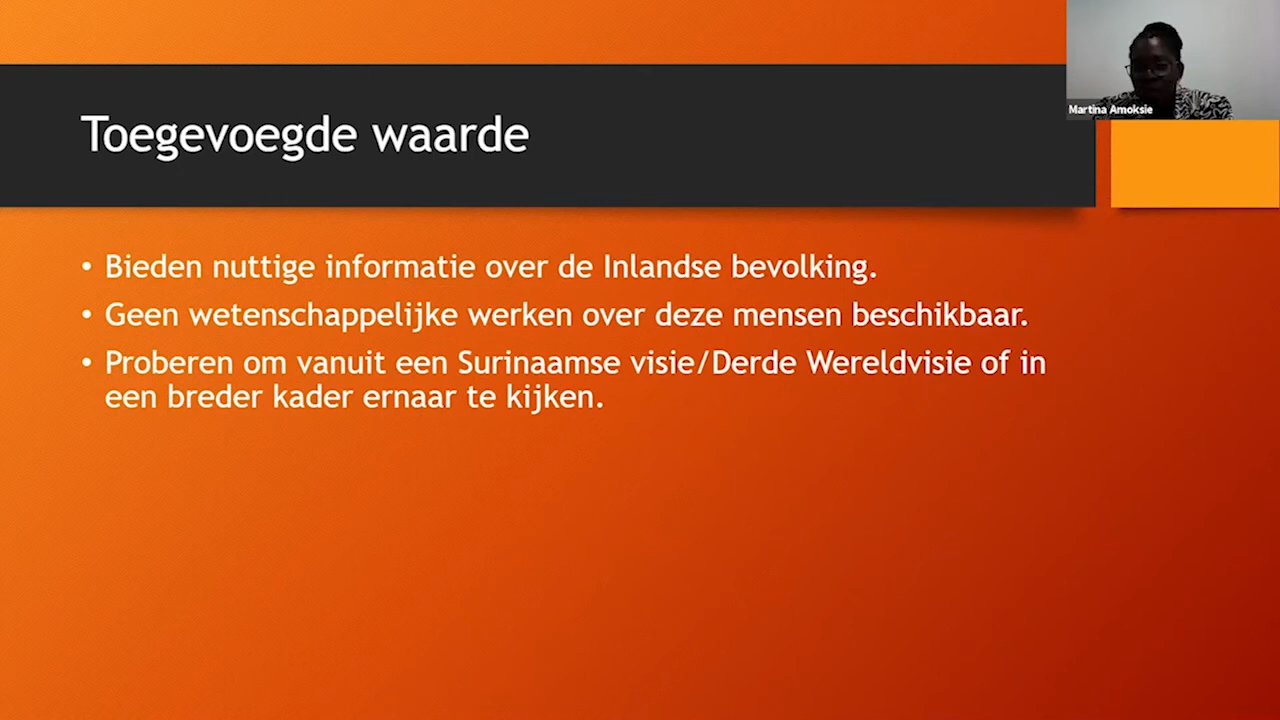 Martina Amoksie
Toegevoegde waarde
• Bieden nuttige informatie over de Inlandse bevolking.
• Geen wetenschappelijke werken over deze mensen beschikbaar.
• Proberen om vanuit een Surinaamse visie/Derde Wereldvisie of in
een breder kader ernaar te kijken.